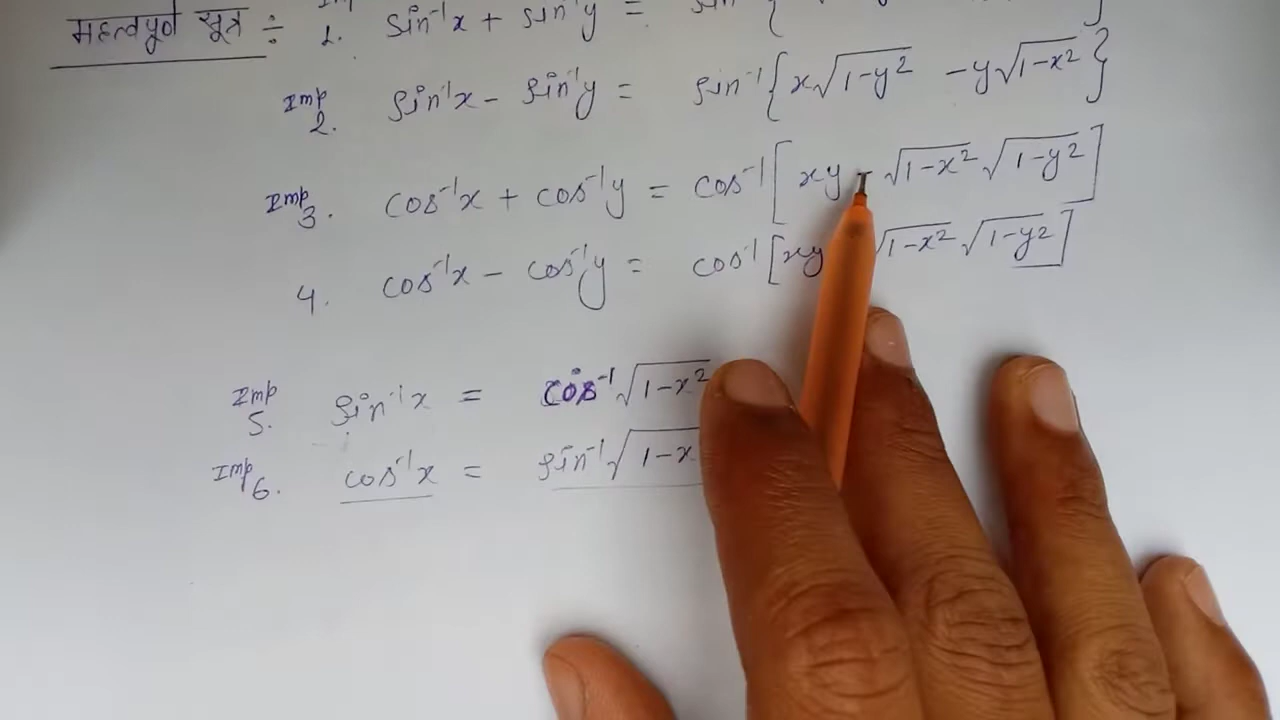 महत्वपूर्ण सूत्र ÷ 1. sin⁻¹x + sin⁻¹y = sin {
Imp 2. sin⁻¹x - sin⁻¹y = sin⁻¹{x√(1-y²) - y√(1-x²)}
Imp 3. cos⁻¹x + cos⁻¹y = cos⁻¹[xy - √(1-x²) √(1-y²)]
4. cos⁻¹x - cos⁻¹y = cos⁻¹[xy √(1-x²) √(1-y²)]
Imp 5. sin⁻¹x = cos⁻¹√(1-x²)
Imp 6. cos⁻¹x = sin⁻¹√(1-x